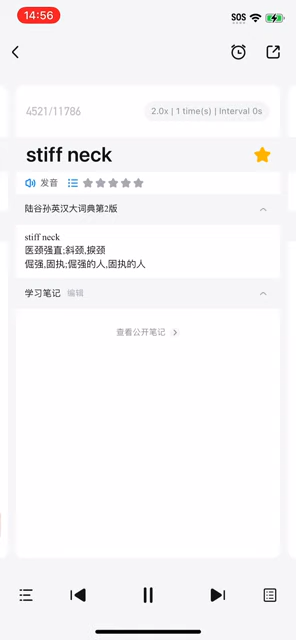 14:56
SOS
4521/11786
2.0x | 1 time(s) | Interval 0s
stiff neck
发音
陆谷孙英汉大词典第2版
stiff neck
医颈强直;斜颈,捩颈
倔强,固执;倔强的人,固执的人
学习笔记 编辑
查看公开笔记